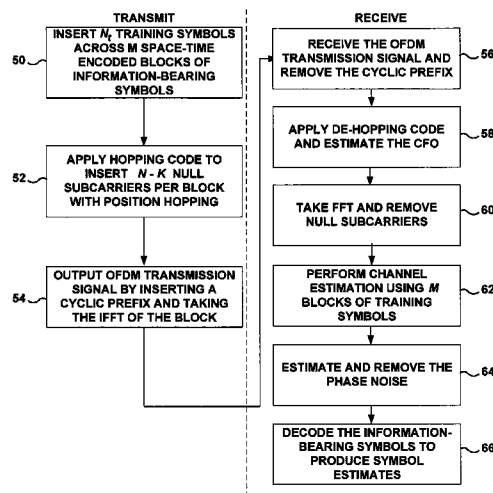 TRANSMIT
INSERT Nt TRAINING SYMBOLS
ACROSS M SPACE-TIME
ENCODED BLOCKS OF
INFORMATION-BEARING
SYMBOLS
50
APPLY HOPPING CODE TO
INSERT N - K NULL
SUBCARRIERS PER BLOCK
WITH POSITION HOPPING
52
OUTPUT OFDM TRANSMISSION
SIGNAL BY INSERTING A
CYCLIC PREFIX AND TAKING
THE IFFT OF THE BLOCK
54
RECEIVE
RECEIVE THE OFDM
TRANSMISSION SIGNAL AND
REMOVE THE CYCLIC PREFIX
56
APPLY DE-HOPPING CODE
AND ESTIMATE THE CFO
58
TAKE FFT AND REMOVE
NULL SUBCARRIERS
60
PERFORM CHANNEL
ESTIMATION USING M
BLOCKS OF TRAINING
SYMBOLS
62
ESTIMATE AND REMOVE THE
PHASE NOISE
64
DECODE THE INFORMATION-
BEARING SYMBOLS TO
PRODUCE SYMBOL
ESTIMATES
66